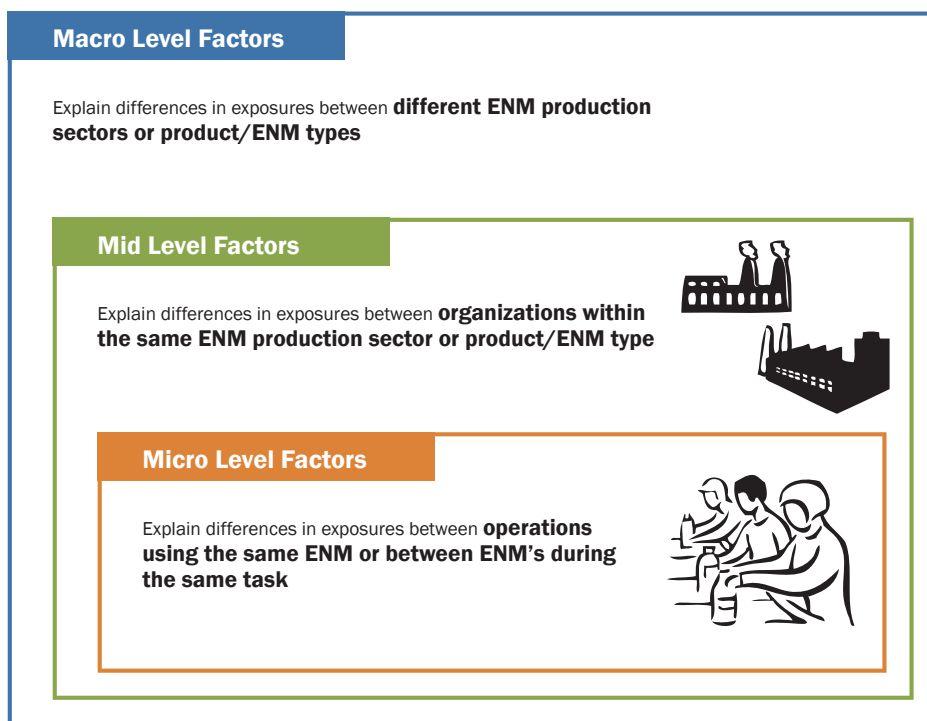 Macro Level Factors
Explain differences in exposures between different ENM production
sectors or product/ENM types
Mid Level Factors
Explain differences in exposures between organizations within
the same ENM production sector or product/ENM type
Micro Level Factors
Explain differences in exposures between operations
using the same ENM or between ENM's during
the same task